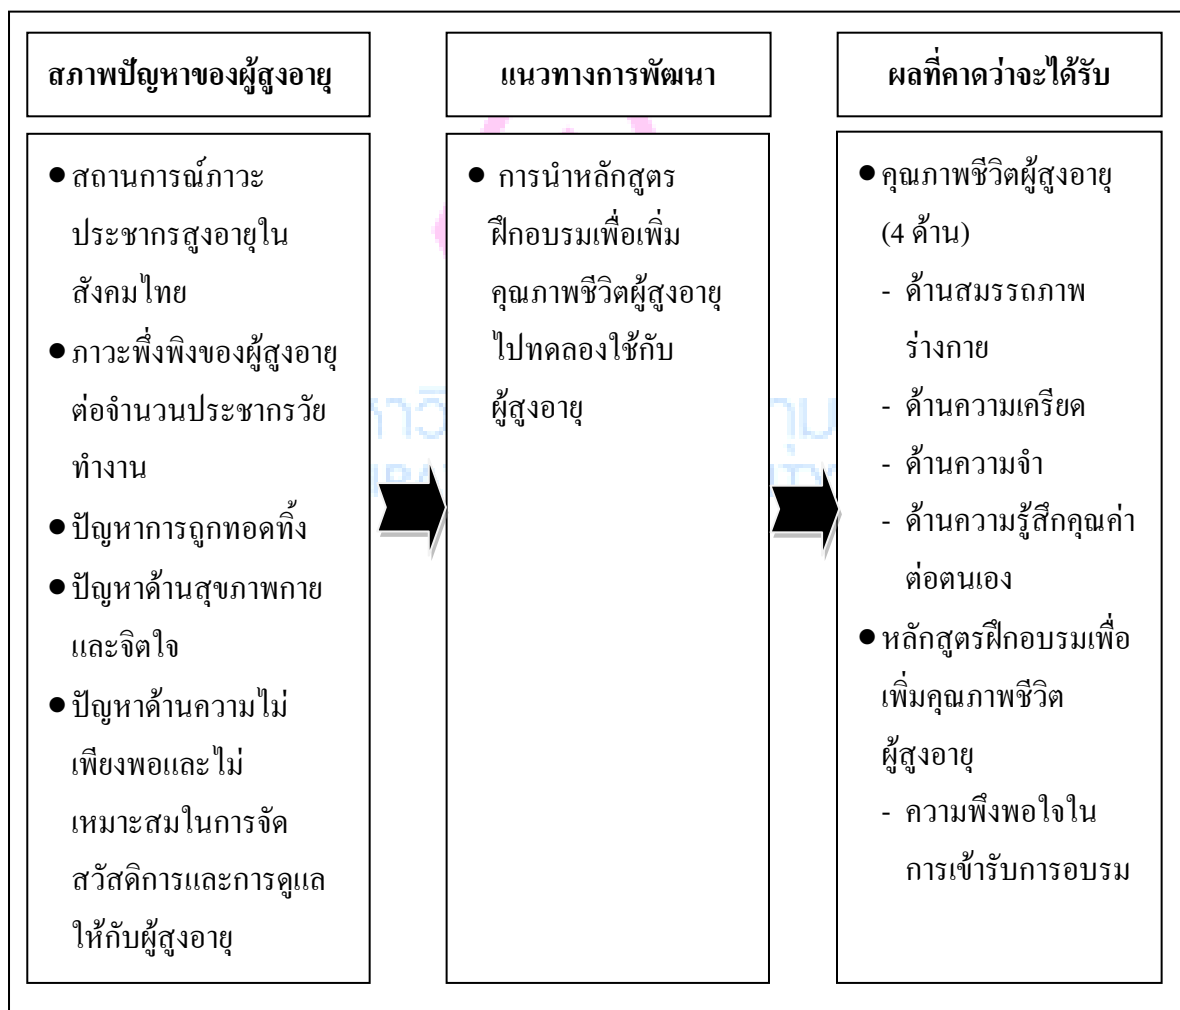 สภาพปัญหาของผู้สูงอายุ
● สถานการณ์ภาวะ
ประชากรสูงอายุใน
สังคมไทย
● ภาวะพึ่งพิงของผู้สูงอายุ
ต่อจำนวนประชากรวัย
ทำงาน
● ปัญหาการถูกทอดทิ้ง
● ปัญหาด้านสุขภาพกาย
และจิตใจ
● ปัญหาด้านความไม่
เพียงพอและไม่
เหมาะสมในการจัด
สวัสดิการและการดูแล
ให้กับผู้สูงอายุ
แนวทางการพัฒนา
● การนำหลักสูตร
ฝึกอบรมเพื่อเพิ่ม
คุณภาพชีวิตผู้สูงอายุ
ไปทดลองใช้กับ
ผู้สูงอายุ
ผลที่คาดว่าจะได้รับ
● คุณภาพชีวิตผู้สูงอายุ
(4 ด้าน)
- ด้านสมรรถภาพ
ร่างกาย
- ด้านความเครียด
- ด้านความจำ
- ด้านความรู้สึกคุณค่า
ต่อตนเอง
● หลักสูตรฝึกอบรมเพื่อ
เพิ่มคุณภาพชีวิต
ผู้สูงอายุ
- ความพึงพอใจใน
การเข้ารับการอบรม